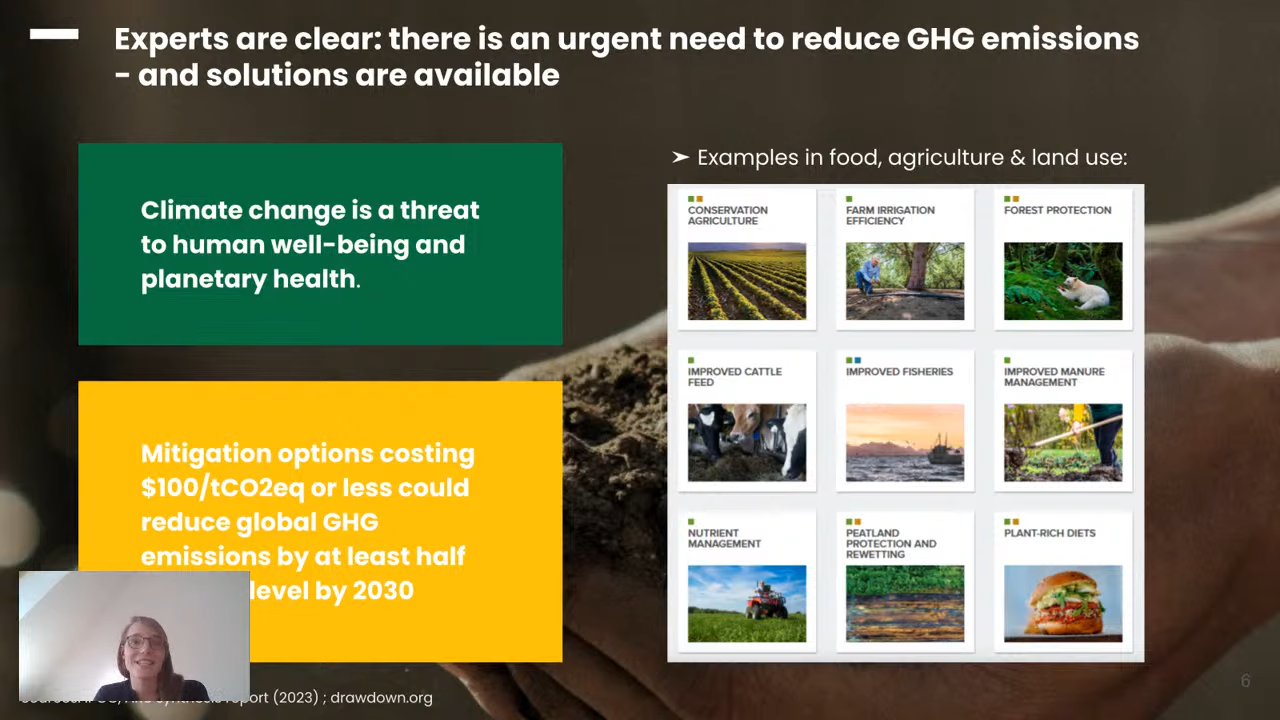 Experts are clear: there is an urgent need to reduce GHG emissions
- and solutions are available
Climate change is a threat
to human well-being and
planetary health.
Mitigation options costing
$100/tCO2eq or less could
reduce global GHG
emissions by at least half
level by 2030
➤ Examples in food, agriculture & land use:
CONSERVATION
AGRICULTURE
FARM IRRIGATION
EFFICIENCY
FOREST PROTECTION
IMPROVED CATTLE
FEED
IMPROVED FISHERIES
IMPROVED MANURE
MANAGEMENT
NUTRIENT
MANAGEMENT
PEATLAND
PROTECTION AND
REWETTING
PLANT-RICH DIETS
report (2023) ; drawdown.org
6